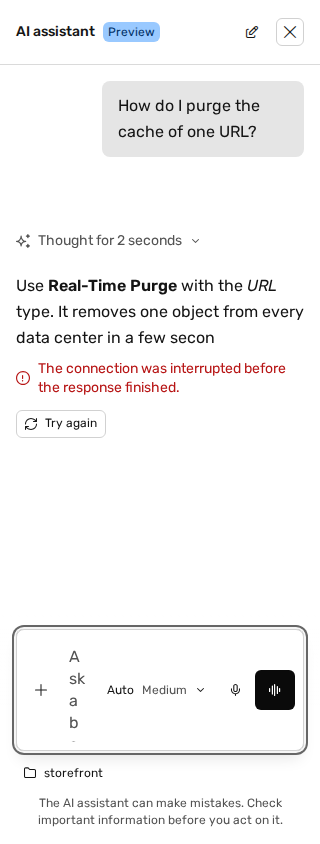 AI assistant Preview
How do I purge the
cache of one URL?
Thought for 2 seconds
Use Real-Time Purge with the URL
type. It removes one object from every
data center in a few secon
The connection was interrupted before
the response finished.
Try again
A
sk
a
b
Auto Medium
storefront
The AI assistant can make mistakes. Check
important information before you act on it.